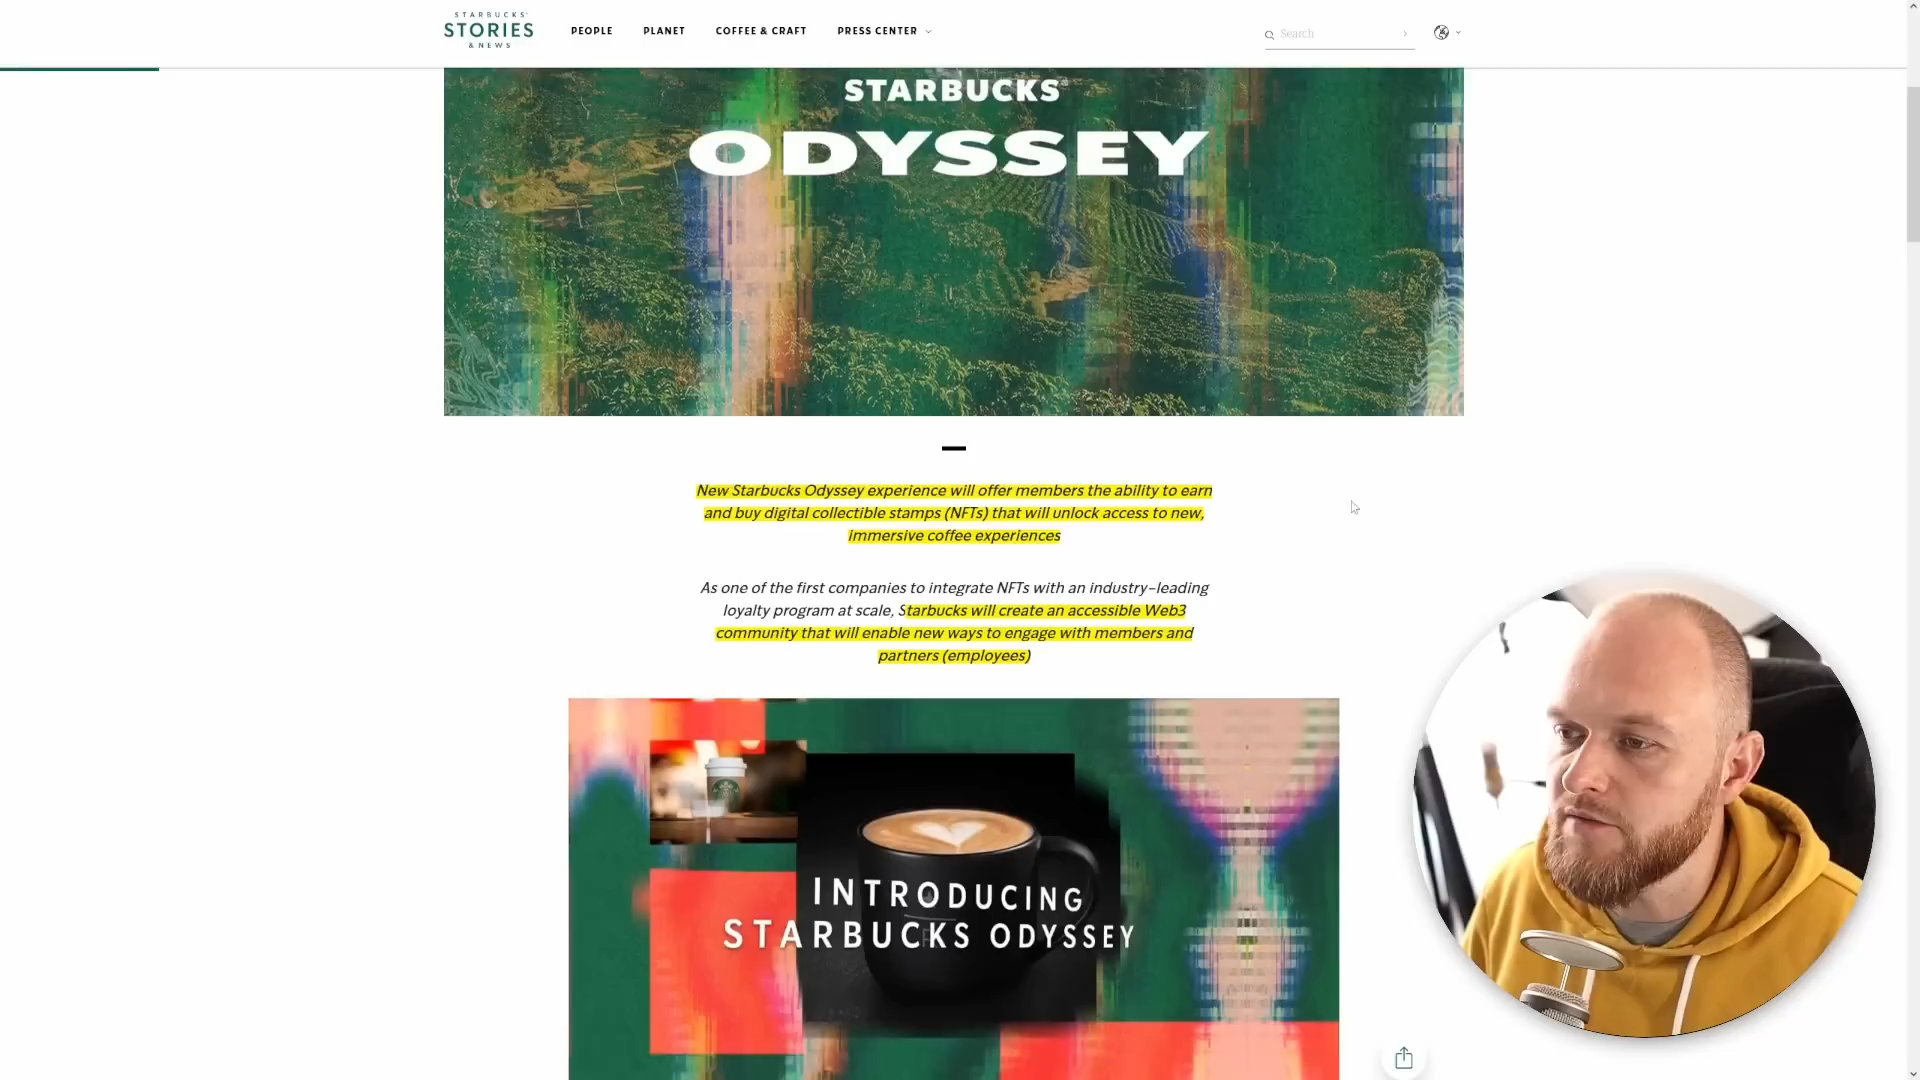 STARBUCKS
STORIES
& NEWS
PEOPLE
PLANET
COFFEE & CRAFT
PRESS CENTER
Search
STARBUCKS
ODYSSEY
New Starbucks Odyssey experience will offer members the ability to earn
and buy digital collectible stamps (NFTs) that will unlock access to new,
immersive coffee experiences
As one of the first companies to integrate NFTs with an industry-leading
loyalty program at scale, Starbucks will create an accessible Web3
community that will enable new ways to engage with members and
partners (employees)
INTRODUCING
STARBUCKS ODYSSEY